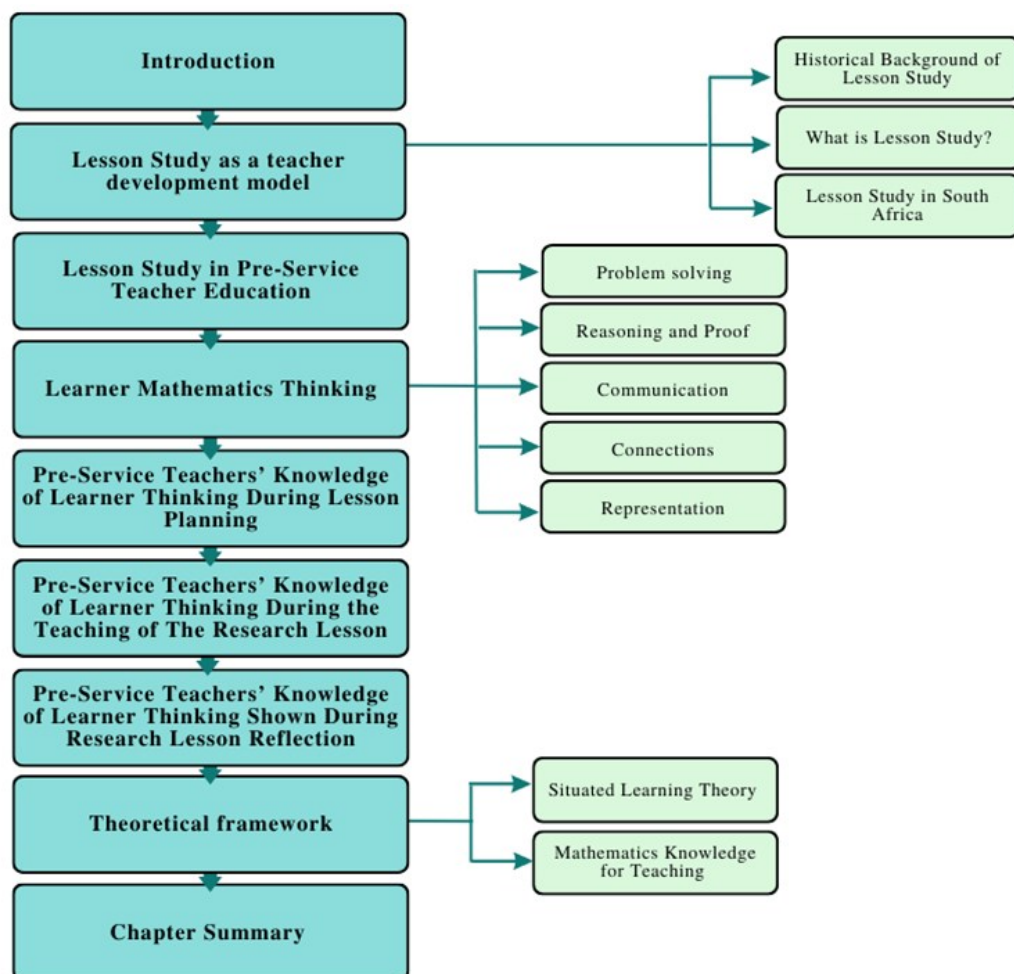 Introduction
Historical Background of
Lesson Study
Lesson Study as a teacher
development model
What is Lesson Study?
Lesson Study in South
Africa
Lesson Study in Pre-Service
Teacher Education
Learner Mathematics Thinking
Problem solving
Reasoning and Proof
Communication
Connections
Representation
Pre-Service Teachers’ Knowledge
of Learner Thinking During Lesson
Planning
Pre-Service Teachers’ Knowledge
of Learner Thinking During the
Teaching of The Research Lesson
Pre-Service Teachers’ Knowledge
of Learner Thinking Shown During
Research Lesson Reflection
Theoretical framework
Situated Learning Theory
Mathematics Knowledge
for Teaching
Chapter Summary